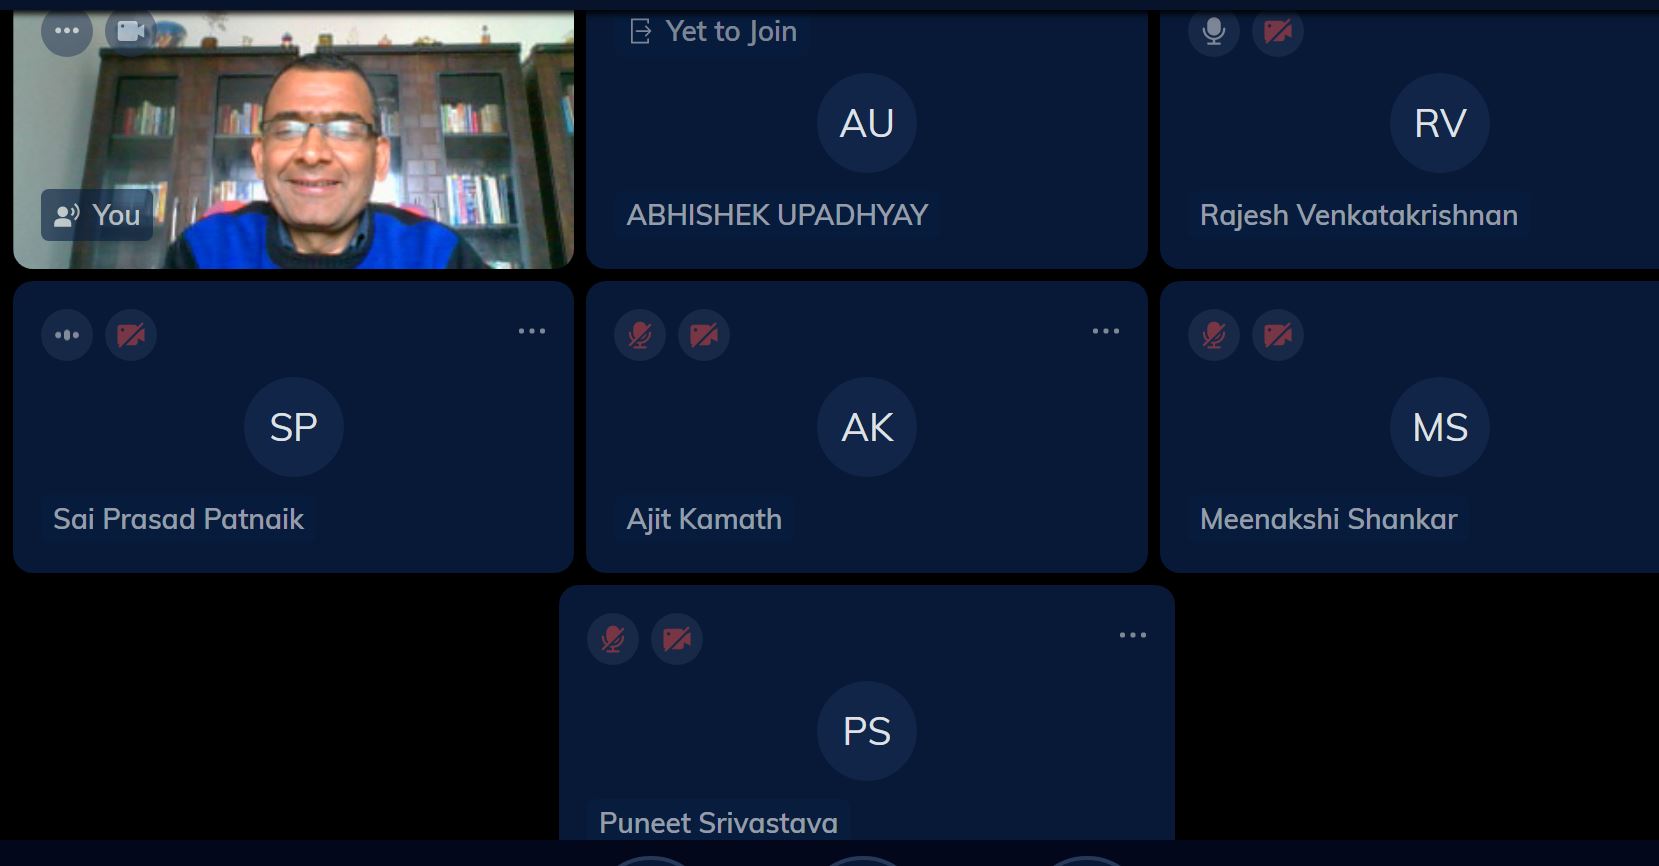 Yet to Join
AU
RV
You
ABHISHEK UPADHYAY
Rajesh Venkatakrishnan
SP
AK
MS
Sai Prasad Patnaik
Ajit Kamath
Meenakshi Shankar
PS
Puneet Srivastava